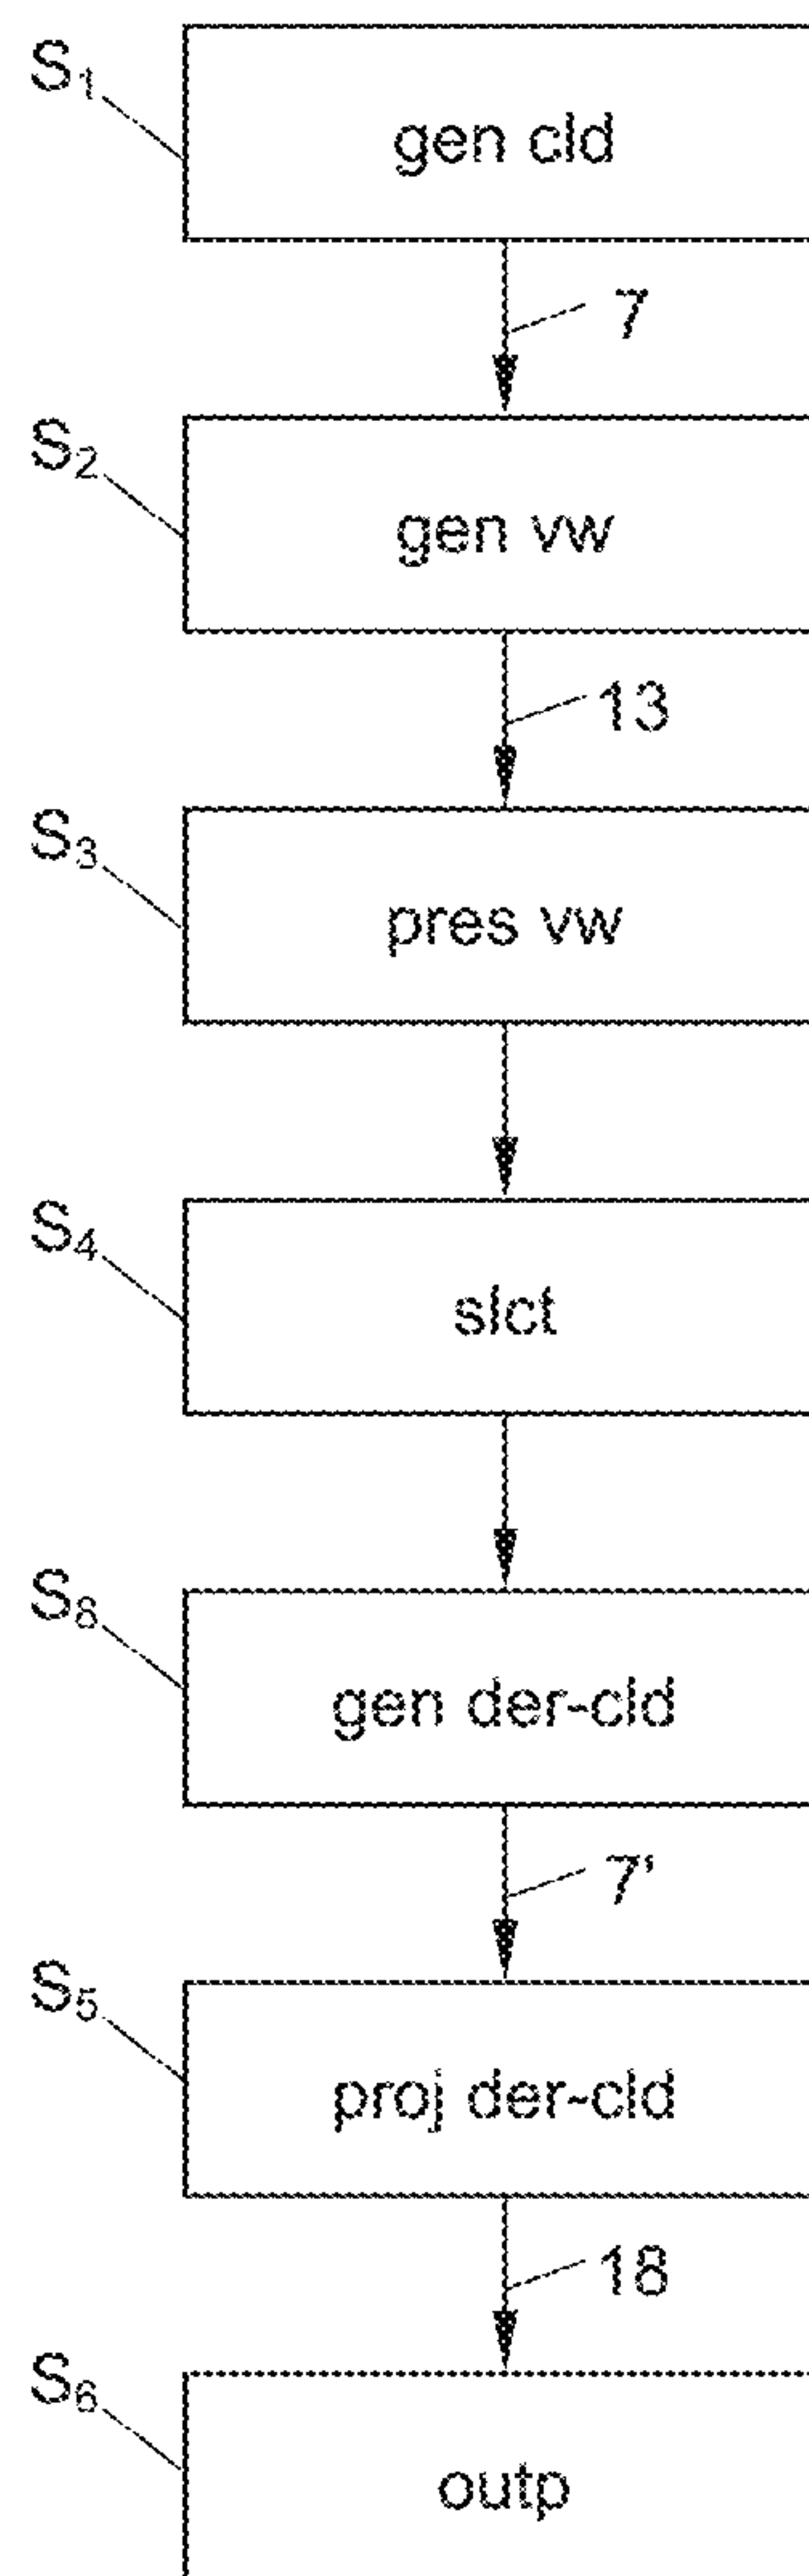 S₁
gen cld
7
S₂
gen vw
13
S₃
pres vw
S₄
slct
S₈
gen der-cld
7'
S₅
proj der-cld
18
S₆
outp